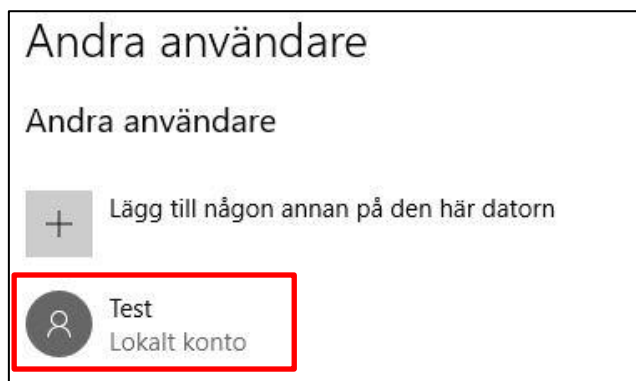 Andra användare
Andra användare
Lägg till någon annan på den här datorn
Test
Lokalt konto